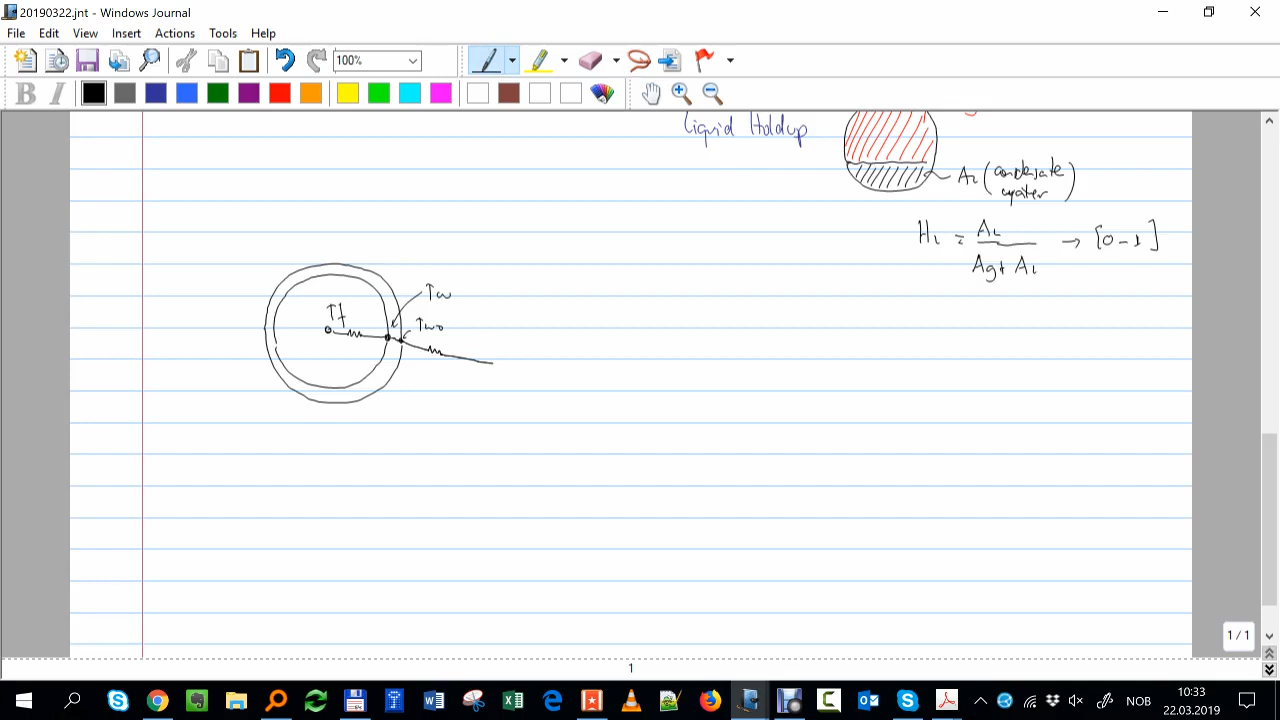 20190322.jnt - Windows Journal
File Edit View Insert Actions Tools Help
100%
B I
Liquid Holdup
AL (condensate
water)
HL = AL / Ag + AL → [0-1]
Tf
Tw
Two
1 / 1
1
NOB
10:33
22.03.2019